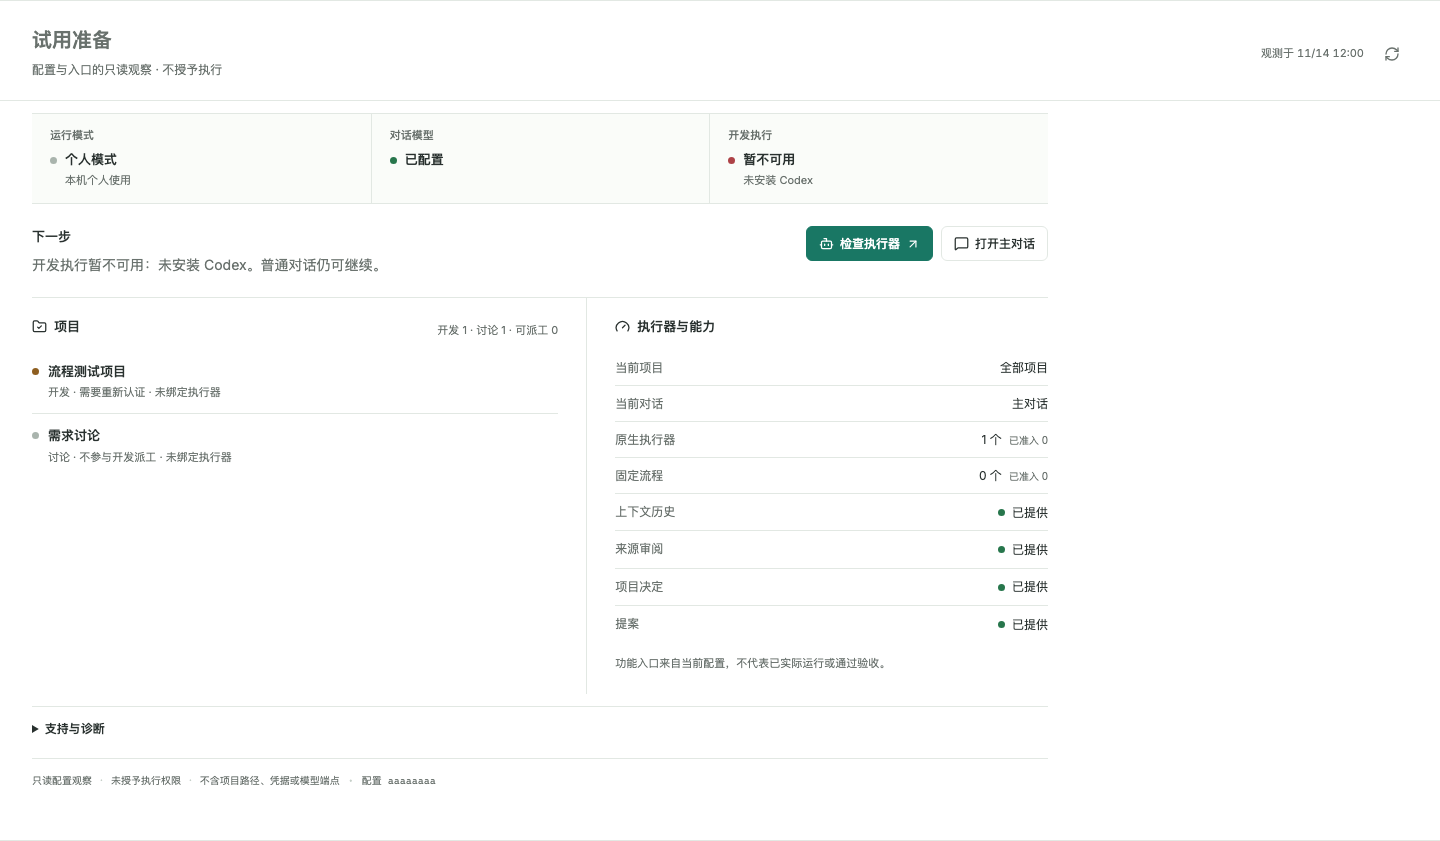 试用准备
配置与入口的只读观察 · 不授予执行
观测于 11/14 12:00
运行模式
个人模式
本机个人使用
对话模型
已配置
开发执行
暂不可用
未安装 Codex
下一步
开发执行暂不可用：未安装 Codex。普通对话仍可继续。
检查执行器
打开主对话
项目
开发 1 · 讨论 1 · 可派工 0
流程测试项目
开发 · 需要重新认证 · 未绑定执行器
需求讨论
讨论 · 不参与开发派工 · 未绑定执行器
执行器与能力
当前项目 全部项目
当前对话 主对话
原生执行器 1 个 已准入 0
固定流程 0 个 已准入 0
上下文历史 已提供
来源审阅 已提供
项目决定 已提供
提案 已提供
功能入口来自当前配置，不代表已实际运行或通过验收。
支持与诊断
只读配置观察 · 未授予执行权限 · 不含项目路径、凭据或模型端点 · 配置 aaaaaaaa